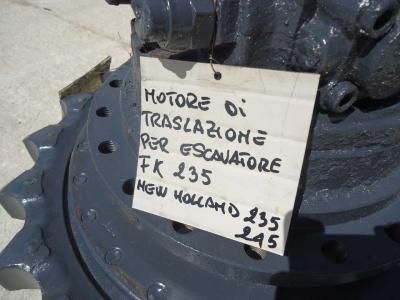 MOTORE Di
TRASLAZIONE
PER ESCAVATORE
FK 235
NEW HOLLAND 235
245